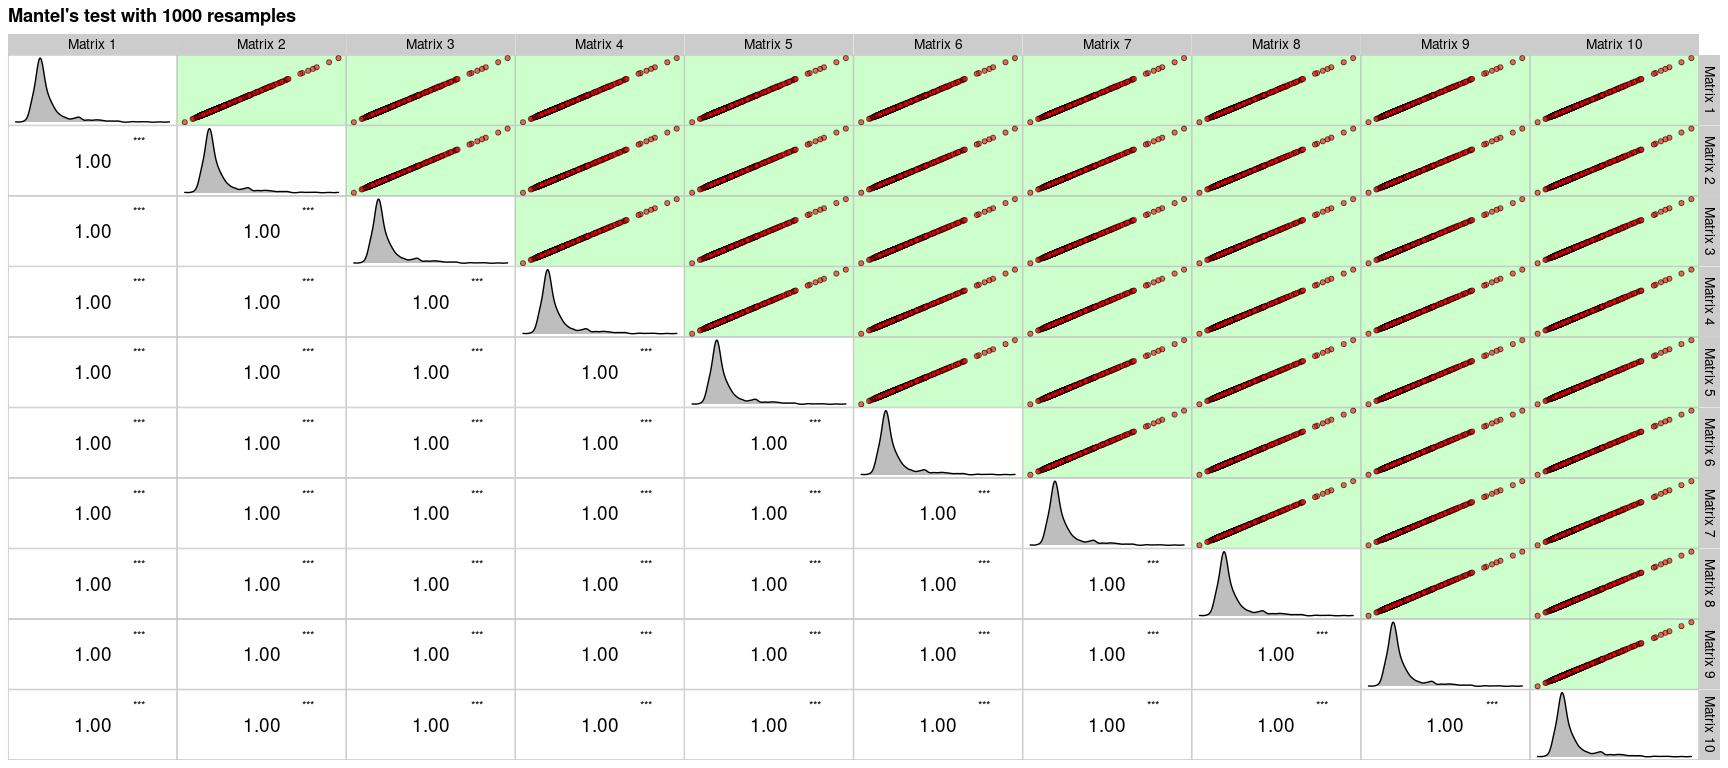 Mantel's test with 1000 resamples
Matrix 1 Matrix 2 Matrix 3 Matrix 4 Matrix 5 Matrix 6 Matrix 7 Matrix 8 Matrix 9 Matrix 10
Matrix 1
1.00 *** Matrix 2
1.00 *** 1.00 *** Matrix 3
1.00 *** 1.00 *** 1.00 *** Matrix 4
1.00 *** 1.00 *** 1.00 *** 1.00 *** Matrix 5
1.00 *** 1.00 *** 1.00 *** 1.00 *** 1.00 *** Matrix 6
1.00 *** 1.00 *** 1.00 *** 1.00 *** 1.00 *** 1.00 *** Matrix 7
1.00 *** 1.00 *** 1.00 *** 1.00 *** 1.00 *** 1.00 *** 1.00 *** Matrix 8
1.00 *** 1.00 *** 1.00 *** 1.00 *** 1.00 *** 1.00 *** 1.00 *** 1.00 *** Matrix 9
1.00 *** 1.00 *** 1.00 *** 1.00 *** 1.00 *** 1.00 *** 1.00 *** 1.00 *** 1.00 *** Matrix 10